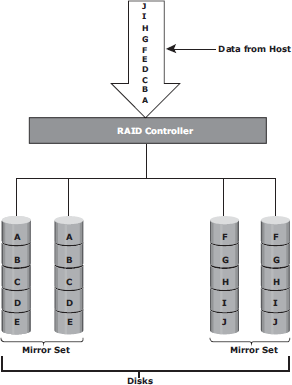 J
I
H
G
F
E
D
C
B
A
Data from Host
RAID Controller
A A F F
B B G G
C C H H
D D I I
E E J J
Mirror Set Mirror Set
Disks